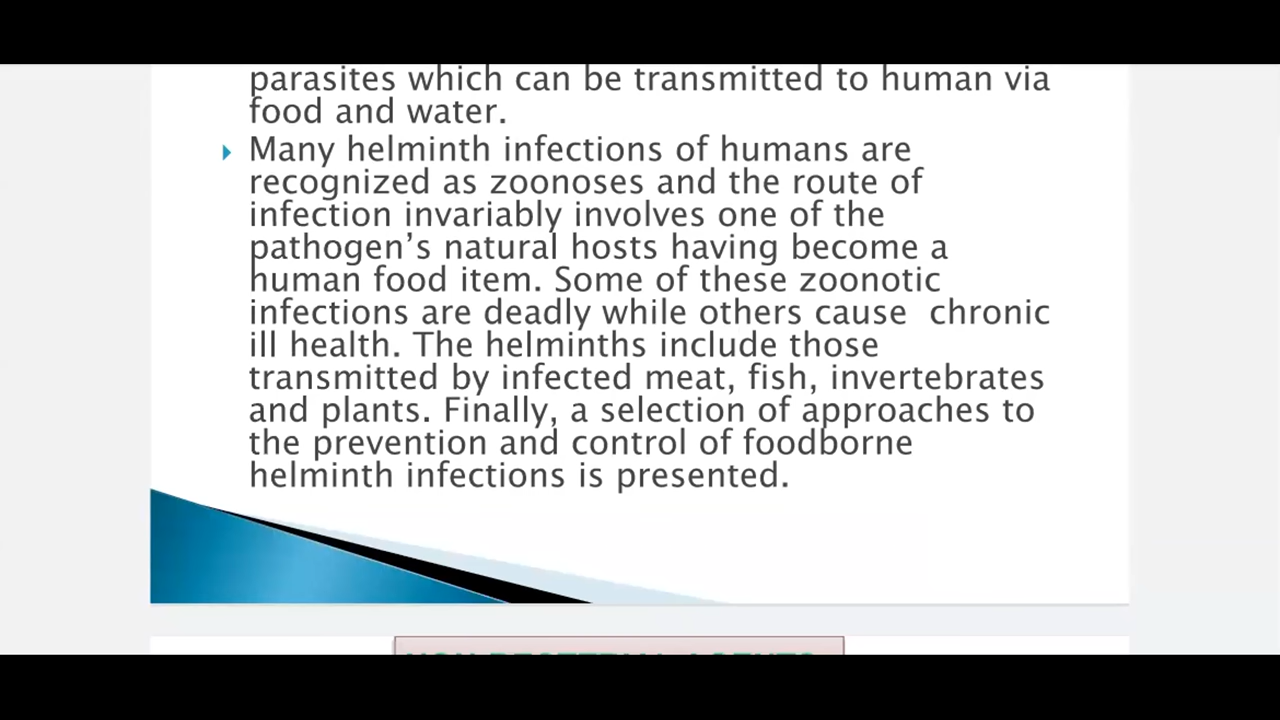 parasites which can be transmitted to human via
food and water.
Many helminth infections of humans are
recognized as zoonoses and the route of
infection invariably involves one of the
pathogen’s natural hosts having become a
human food item. Some of these zoonotic
infections are deadly while others cause  chronic
ill health. The helminths include those
transmitted by infected meat, fish, invertebrates
and plants. Finally, a selection of approaches to
the prevention and control of foodborne
helminth infections is presented.